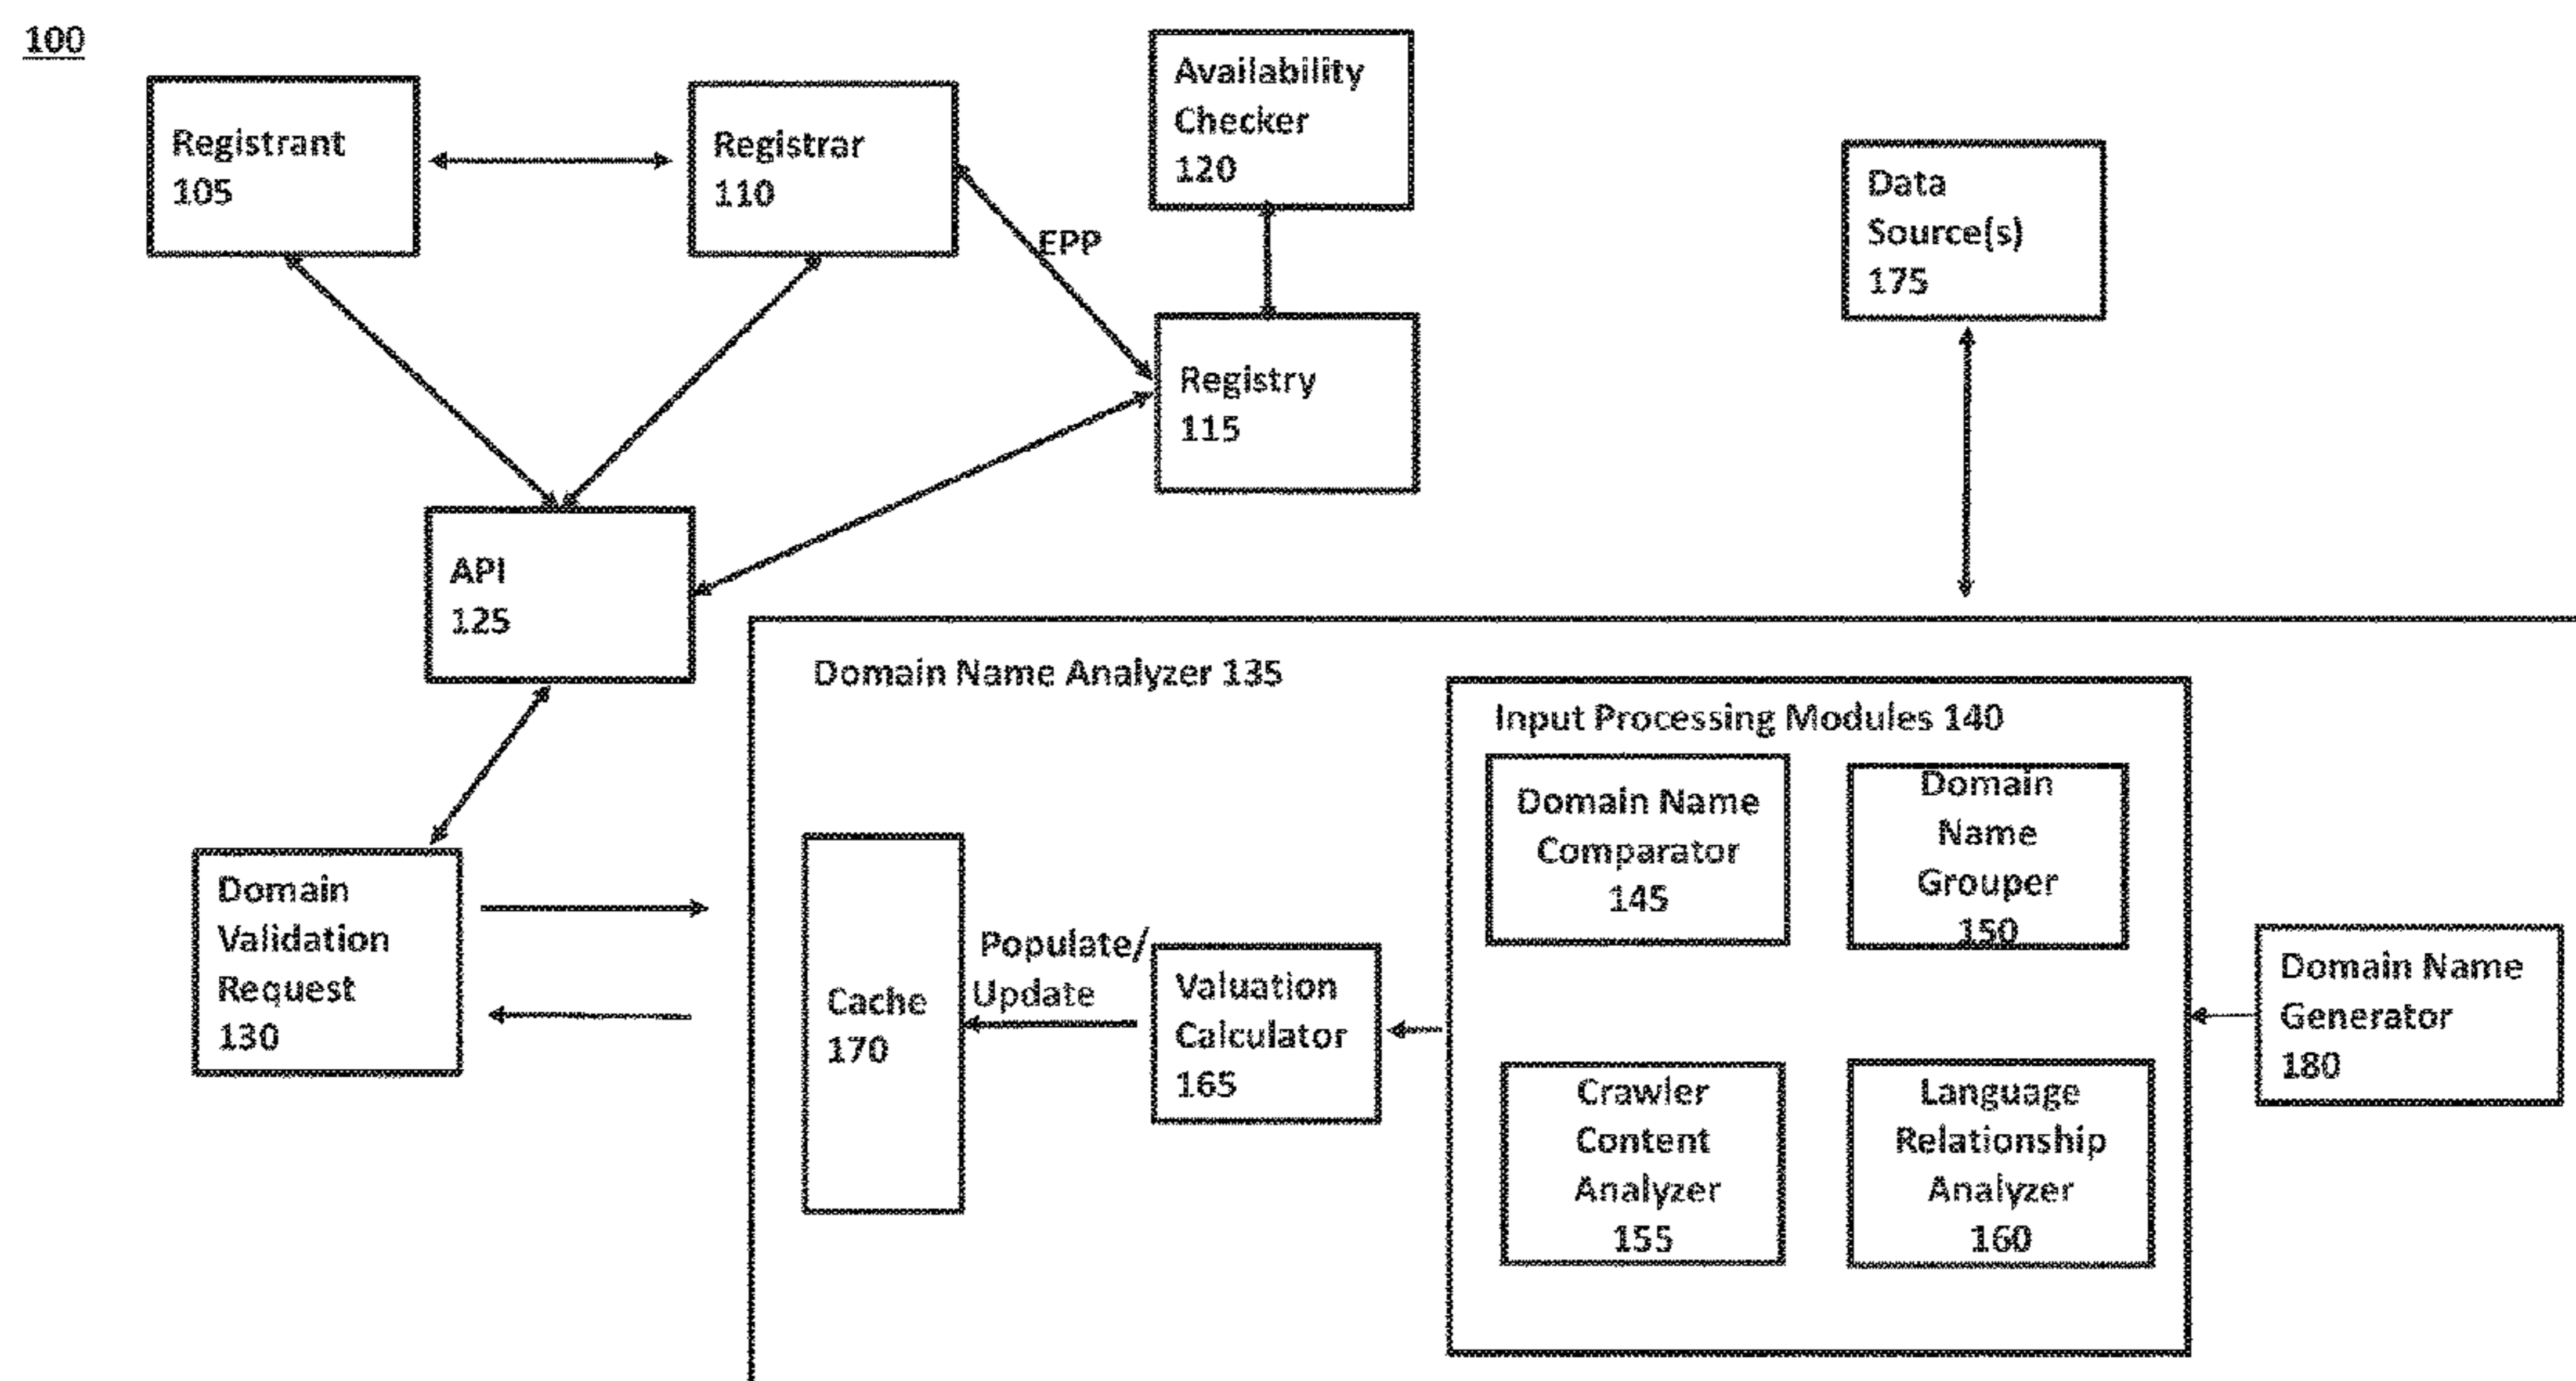 100
Registrant
105
Registrar
110
Availability
Checker
120
EPP
Data
Source(s)
175
Registry
115
API
125
Domain Name Analyzer 135
Input Processing Modules 140
Domain Name
Comparator
145
Domain
Name
Grouper
150
Domain
Validation
Request
130
Cache
170
Populate/
Update
Valuation
Calculator
165
Crawler
Content
Analyzer
155
Language
Relationship
Analyzer
160
Domain Name
Generator
180